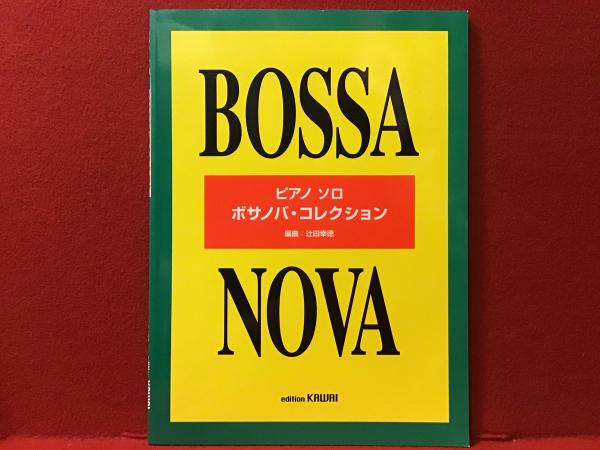 BOSSA
ピアノ ソロ
ボサノバ・コレクション
編曲：辻田幸徳
NOVA
edition KAWAI